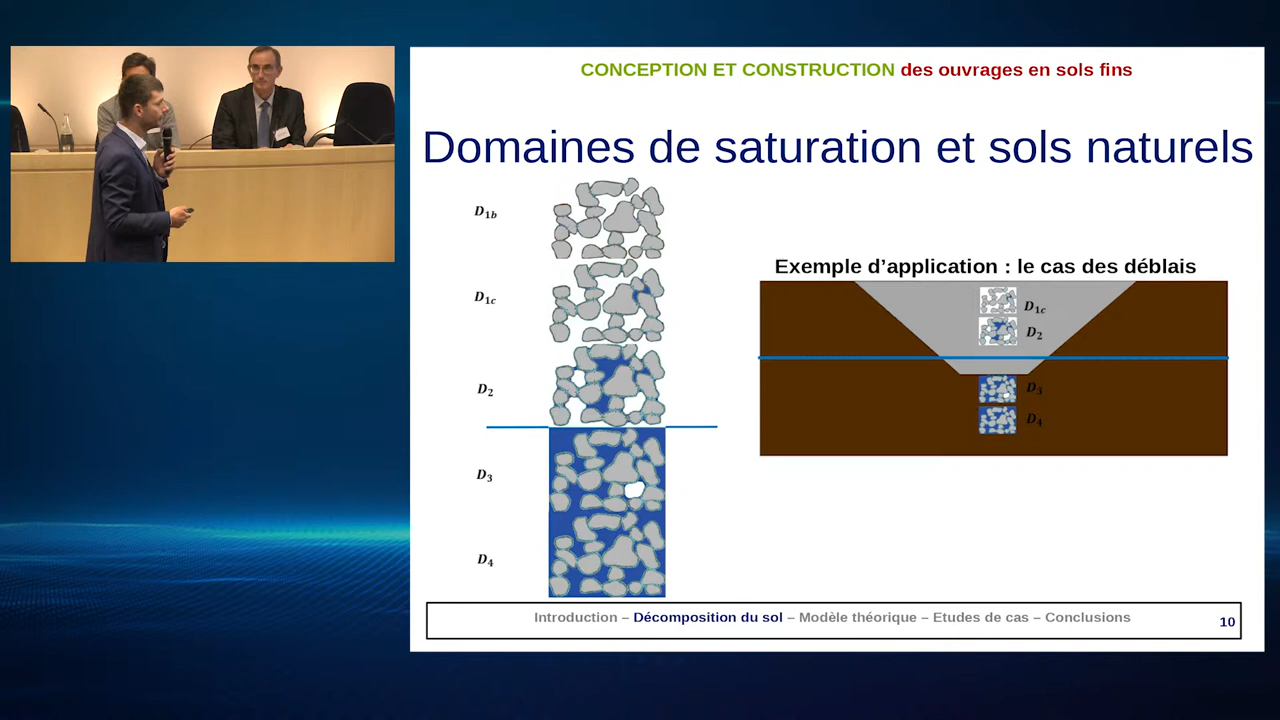 CONCEPTION ET CONSTRUCTION des ouvrages en sols fins
Domaines de saturation et sols naturels
D1b
D1c
D2
D3
D4
Exemple d’application : le cas des déblais
D1c
D2
D3
D4
Introduction – Décomposition du sol – Modèle théorique – Etudes de cas – Conclusions
10